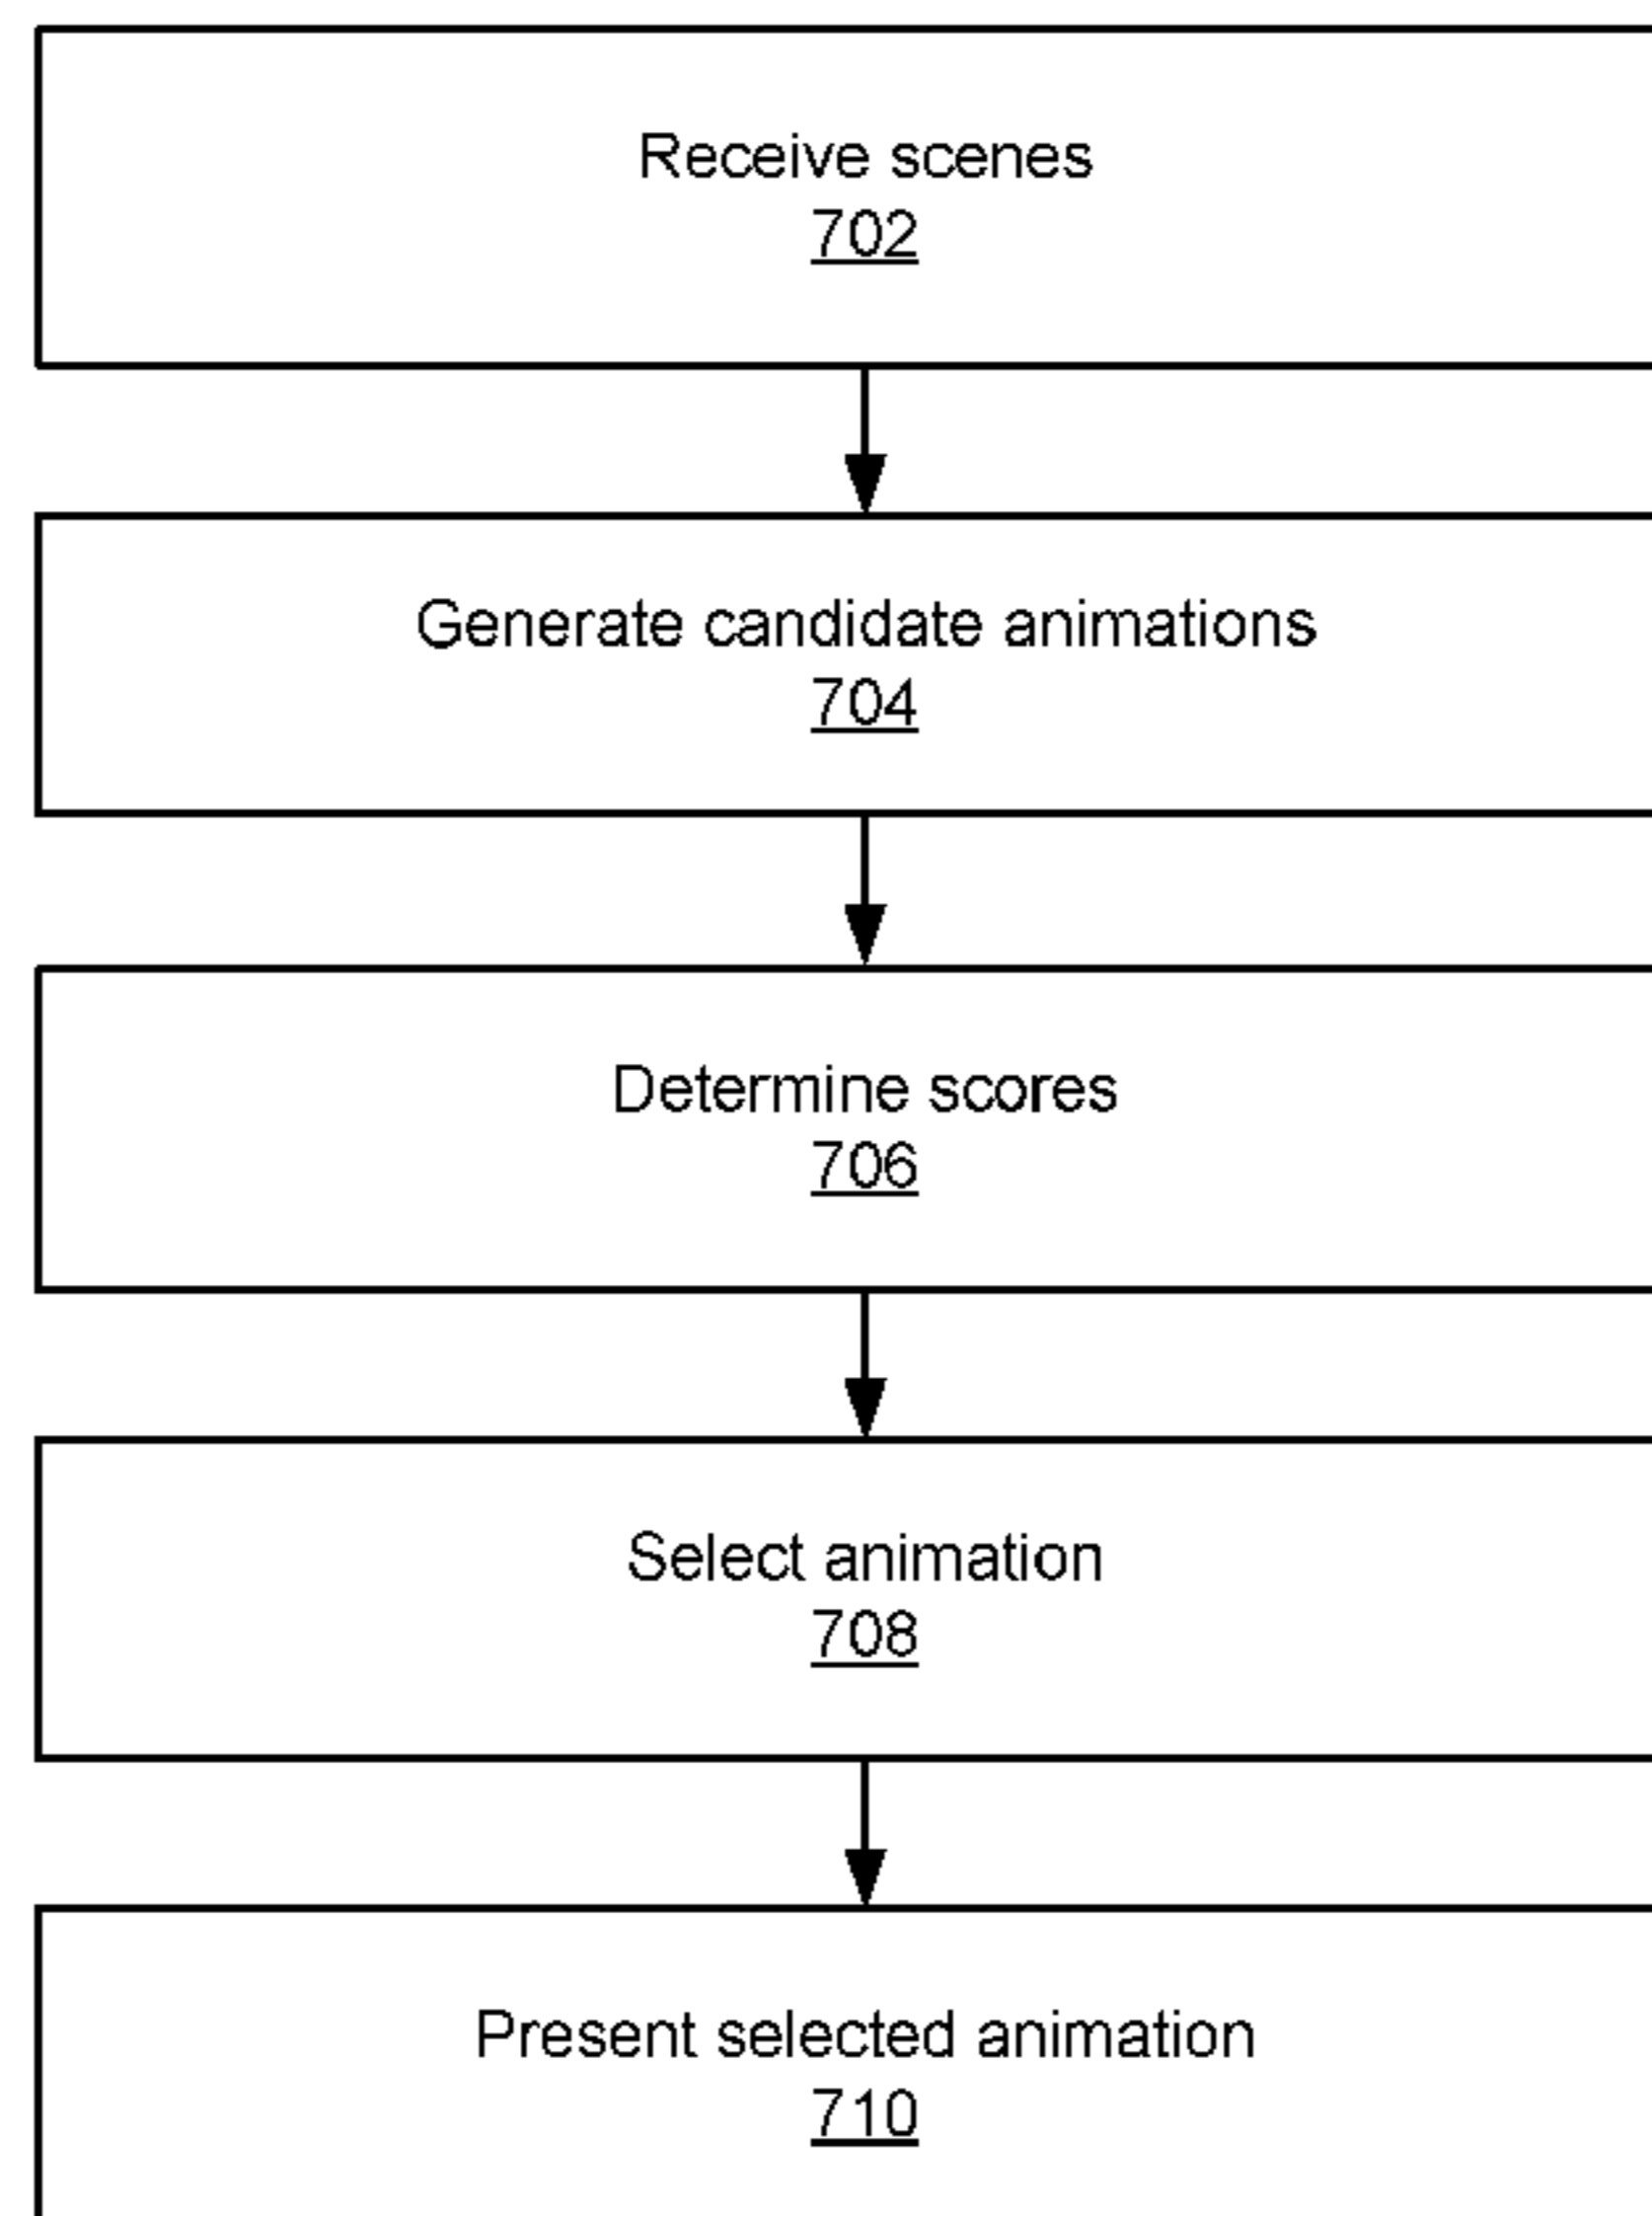 Receive scenes
702
Generate candidate animations
704
Determine scores
706
Select animation
708
Present selected animation
710